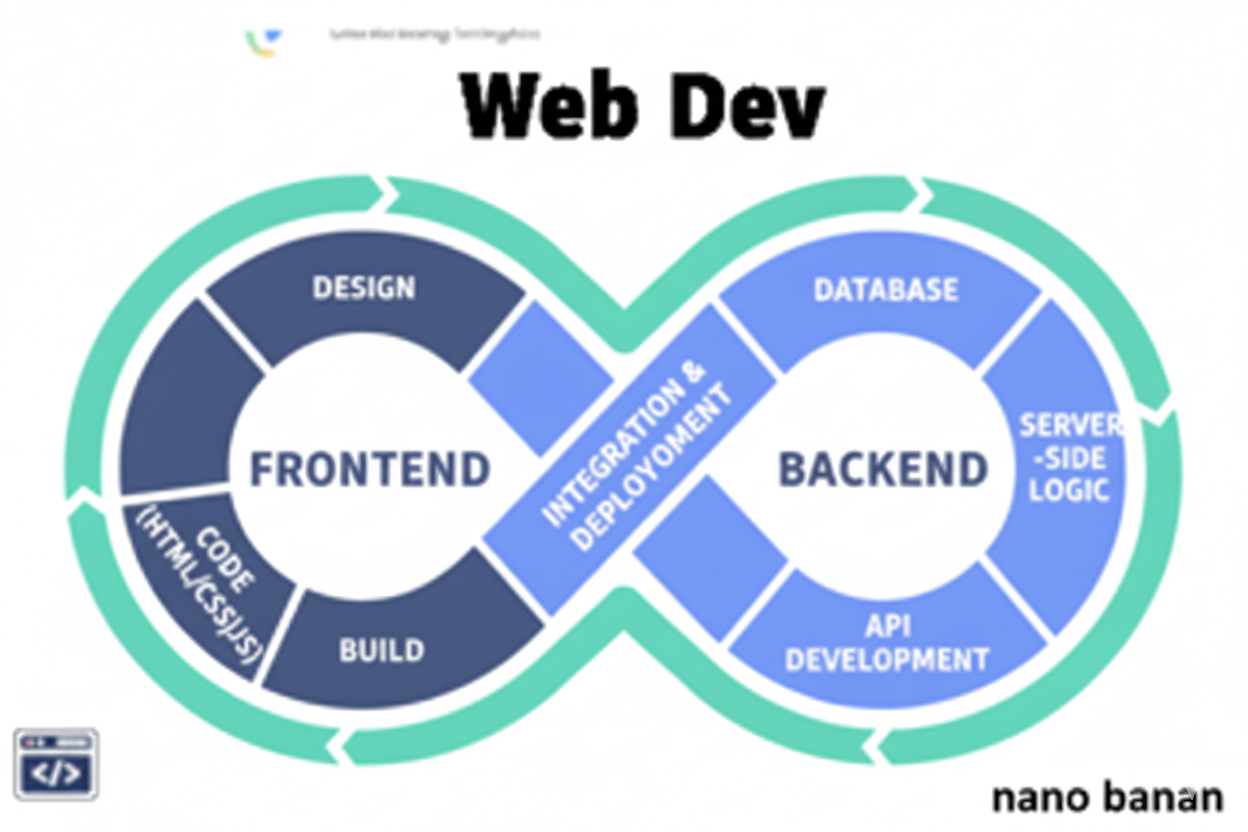 Web Dev
DESIGN
DATABASE
INTEGRATION &
DEPLOYOMENT
FRONTEND
BACKEND
SERVER
-SIDE
LOGIC
CODE
(HTML/CSS/JS)
BUILD
API
DEVELOPMENT
</>
nano banan